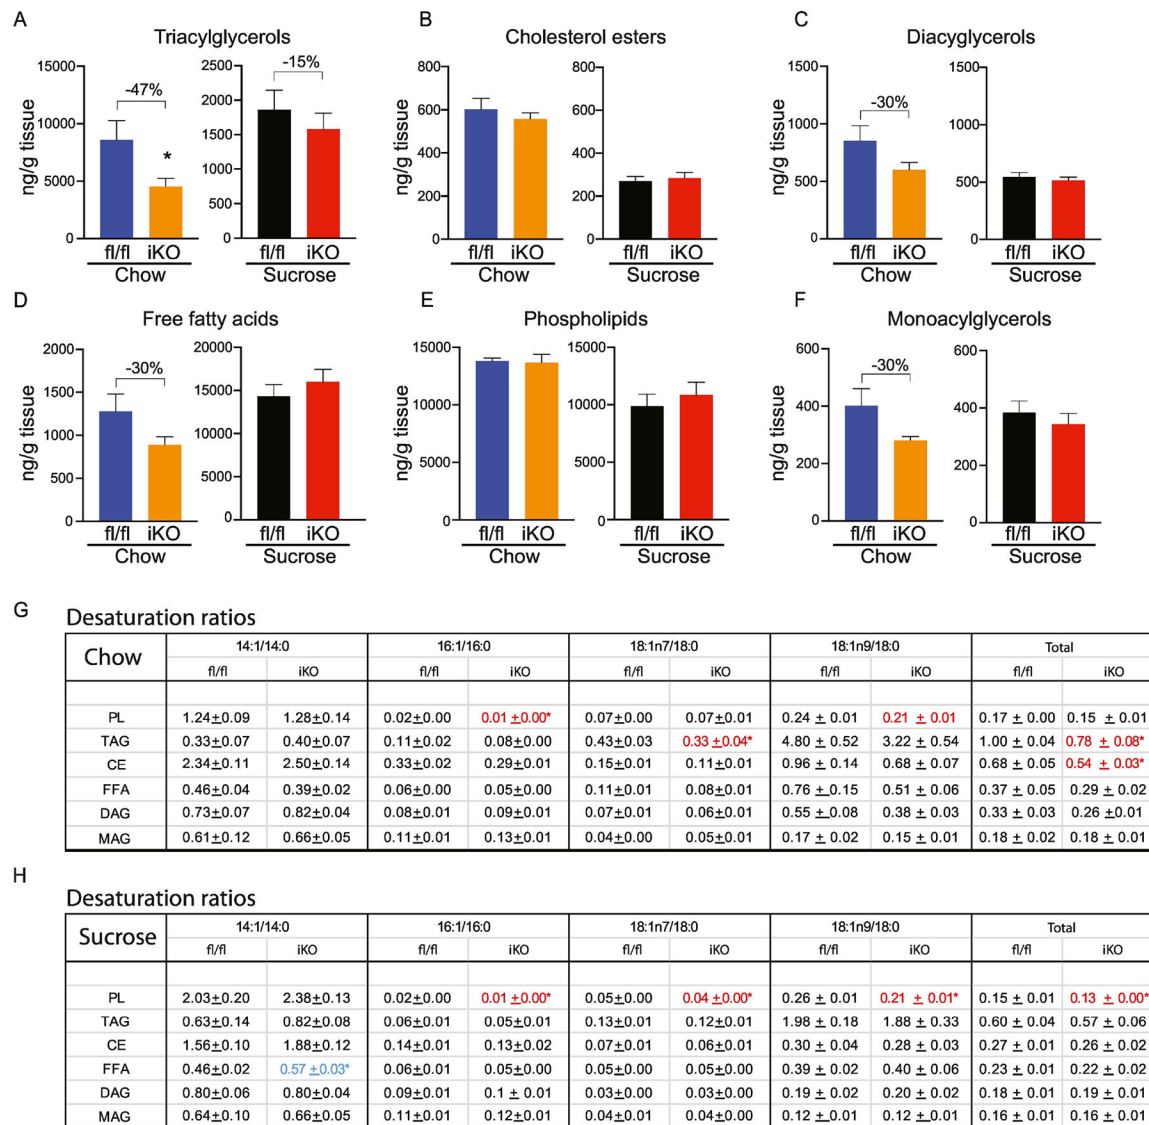 A
Triacylglycerols
ng/g tissue
15000
10000
5000
0
-47%
*
fl/fl iKO
Chow
2500
2000
1500
1000
500
0
-15%
fl/fl iKO
Sucrose
B
Cholesterol esters
ng/g tissue
800
600
400
200
0
fl/fl iKO
Chow
800
600
400
200
0
fl/fl iKO
Sucrose
C
Diacyglycerols
ng/g tissue
1500
1000
500
0
-30%
fl/fl iKO
Chow
1500
1000
500
0
fl/fl iKO
Sucrose
D
Free fatty acids
ng/g tissue
2000
1500
1000
500
0
-30%
fl/fl iKO
Chow
20000
15000
10000
5000
0
fl/fl iKO
Sucrose
E
Phospholipids
ng/g tissue
15000
10000
5000
0
fl/fl iKO
Chow
15000
10000
5000
0
fl/fl iKO
Sucrose
F
Monoacylglycerols
ng/g tissue
600
400
200
0
-30%
fl/fl iKO
Chow
600
400
200
0
fl/fl iKO
Sucrose
G
Desaturation ratios
Chow 14:1/14:0 16:1/16:0 18:1n7/18:0 18:1n9/18:0 Total
fl/fl iKO fl/fl iKO fl/fl iKO fl/fl iKO fl/fl iKO
PL 1.24±0.09 1.28±0.14 0.02±0.00 0.01 ±0.00* 0.07±0.00 0.07±0.01 0.24 ± 0.01 0.21 ± 0.01 0.17 ± 0.00 0.15 ± 0.01
TAG 0.33±0.07 0.40±0.07 0.11±0.02 0.08±0.00 0.43±0.03 0.33±0.04* 4.80 ± 0.52 3.22 ± 0.54 1.00 ± 0.04 0.78 ± 0.08*
CE 2.34±0.11 2.50±0.14 0.33±0.02 0.29±0.01 0.15±0.01 0.11±0.01 0.96 ± 0.14 0.68 ± 0.07 0.68 ± 0.05 0.54 ± 0.03*
FFA 0.46±0.04 0.39±0.02 0.06±0.00 0.05±0.00 0.11±0.01 0.08±0.01 0.76 ± 0.15 0.51 ± 0.06 0.37 ± 0.05 0.29 ± 0.02
DAG 0.73±0.07 0.82±0.04 0.08±0.01 0.09±0.01 0.07±0.01 0.06±0.01 0.55 ±0.08 0.38 ± 0.03 0.33 ± 0.03 0.26 ±0.01
MAG 0.61±0.12 0.66±0.05 0.11±0.01 0.13±0.01 0.04±0.00 0.05±0.01 0.17 ± 0.02 0.15 ± 0.01 0.18 ± 0.02 0.18 ± 0.01
H
Desaturation ratios
Sucrose 14:1/14:0 16:1/16:0 18:1n7/18:0 18:1n9/18:0 Total
fl/fl iKO fl/fl iKO fl/fl iKO fl/fl iKO fl/fl iKO
PL 2.03±0.20 2.38±0.13 0.02±0.00 0.01 ±0.00* 0.05±0.00 0.04 ±0.00* 0.26 ± 0.01 0.21 ± 0.01* 0.15 ± 0.01 0.13 ± 0.00*
TAG 0.63±0.14 0.82±0.08 0.06±0.01 0.05±0.01 0.13±0.01 0.12±0.01 1.98 ± 0.18 1.88 ± 0.33 0.60 ± 0.04 0.57 ± 0.06
CE 1.56±0.10 1.88±0.12 0.14±0.01 0.13±0.02 0.07±0.01 0.06±0.01 0.30 ± 0.04 0.28 ± 0.03 0.27 ± 0.01 0.26 ± 0.02
FFA 0.46±0.02 0.57 ±0.03* 0.06±0.01 0.05±0.00 0.05±0.00 0.05±0.00 0.39 ± 0.02 0.40 ± 0.06 0.23 ± 0.01 0.22 ± 0.02
DAG 0.80±0.06 0.80±0.04 0.09±0.01 0.1 ± 0.01 0.03±0.00 0.03±0.00 0.19 ± 0.02 0.20 ± 0.02 0.18 ± 0.01 0.19 ± 0.01
MAG 0.64±0.10 0.66±0.05 0.11±0.01 0.12±0.01 0.04±0.01 0.04±0.00 0.12 ±0.01 0.12 ±0.01 0.16 ± 0.01 0.16 ± 0.01